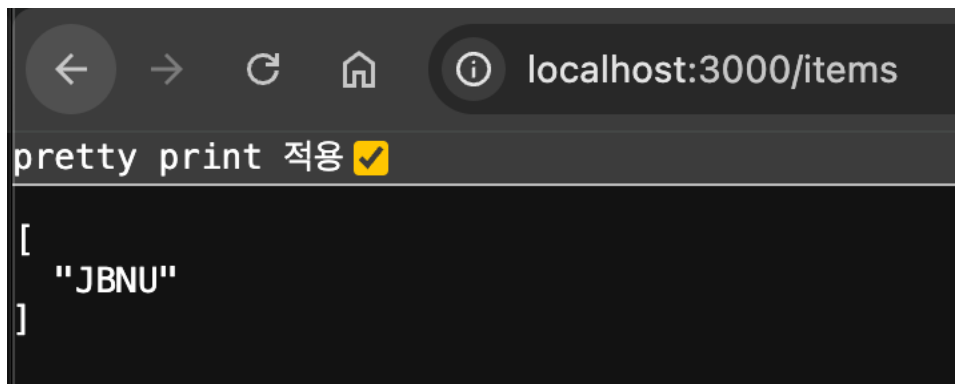 localhost:3000/items
pretty print 적용
[
"JBNU"
]